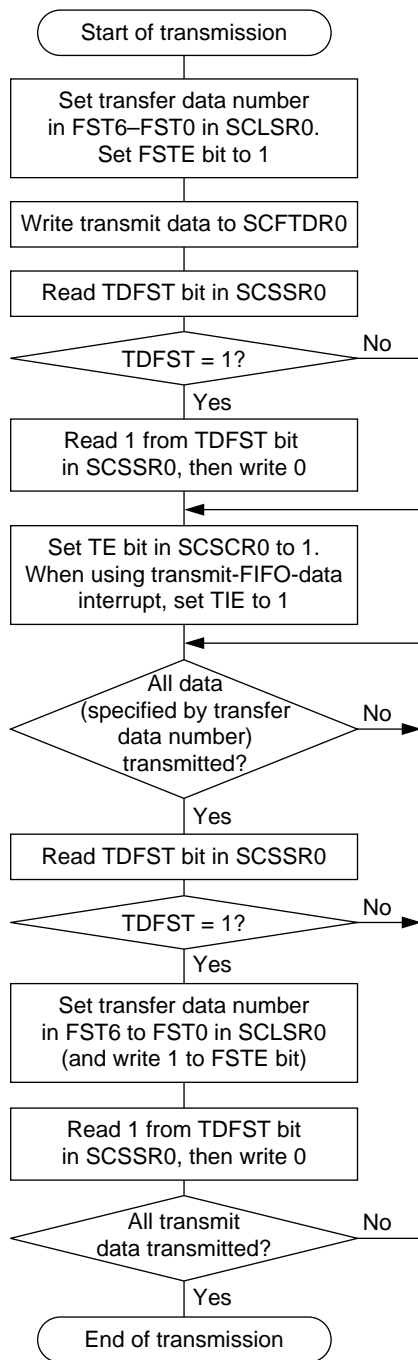 Start of transmission
Set transfer data number
in FST6–FST0 in SCLSR0.
Set FSTE bit to 1
Write transmit data to SCFTDR0
Read TDFST bit in SCSSR0
TDFST = 1?
No
Yes
Read 1 from TDFST bit
in SCSSR0, then write 0
Set TE bit in SCSCR0 to 1.
When using transmit-FIFO-data
interrupt, set TIE to 1
All data
(specified by transfer
data number)
transmitted?
No
Yes
Read TDFST bit in SCSSR0
TDFST = 1?
No
Yes
Set transfer data number
in FST6 to FST0 in SCLSR0
(and write 1 to FSTE bit)
Read 1 from TDFST bit
in SCSSR0, then write 0
All transmit
data transmitted?
No
Yes
End of transmission